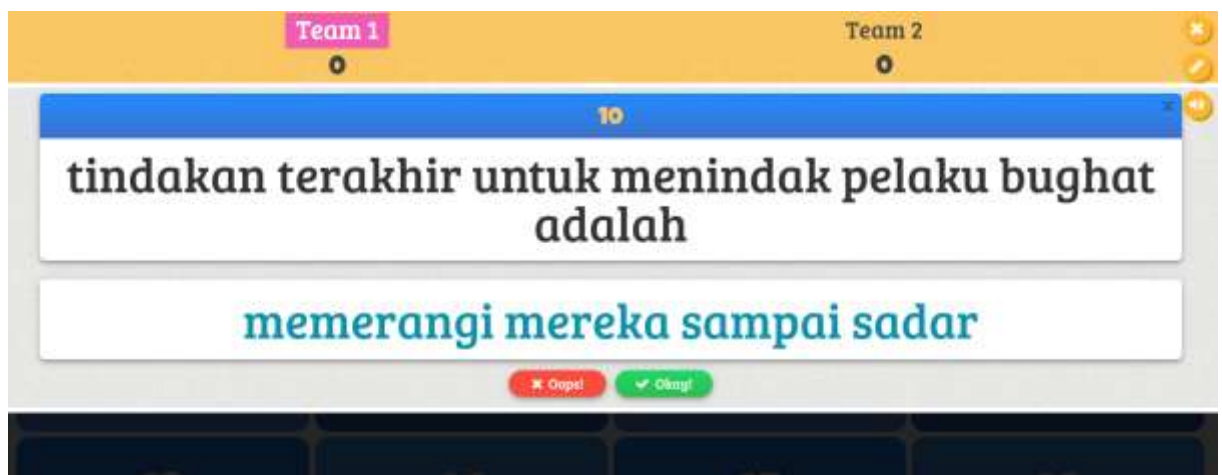 Team 1
Team 2
0
0
10
tindakan terakhir untuk menindak pelaku bughat
adalah
memerangi mereka sampai sadar
Oops!
Okay!